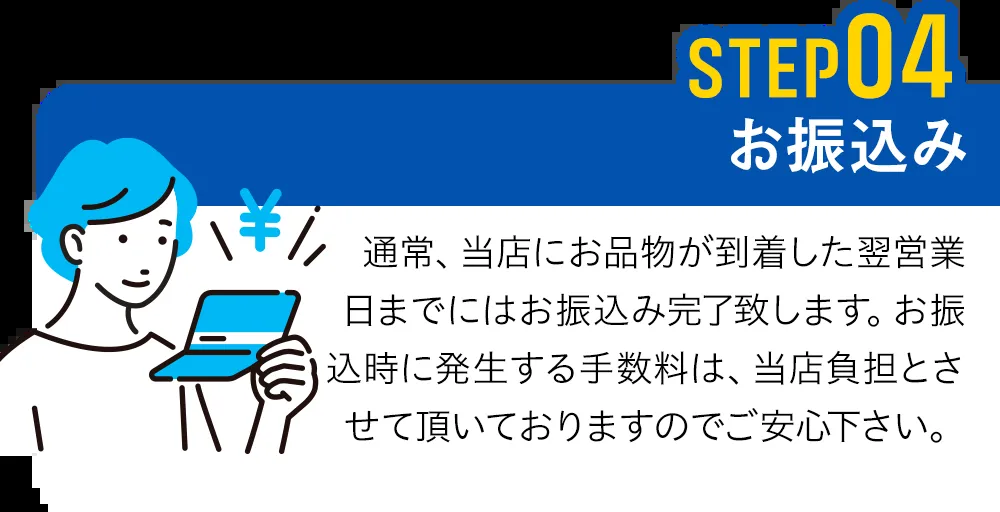 STEP04
お振込み
¥
通常、当店にお品物が到着した翌営業
日までにはお振込み完了致します。お振
込時に発生する手数料は、当店負担とさ
せて頂いておりますのでご安心下さい。